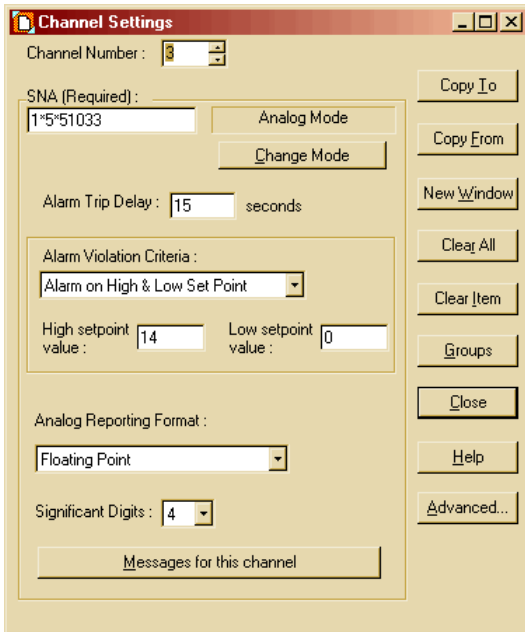 Channel Settings
Channel Number : 3
Copy To
SNA (Required) :
1*5*51033
Analog Mode
Copy From
Change Mode
New Window
Alarm Trip Delay : 15 seconds
Clear All
Alarm Violation Criteria :
Alarm on High & Low Set Point
Clear Item
High setpoint
value : 14
Low setpoint
value : 0
Groups
Close
Analog Reporting Format :
Floating Point
Help
Significant Digits : 4
Advanced...
Messages for this channel